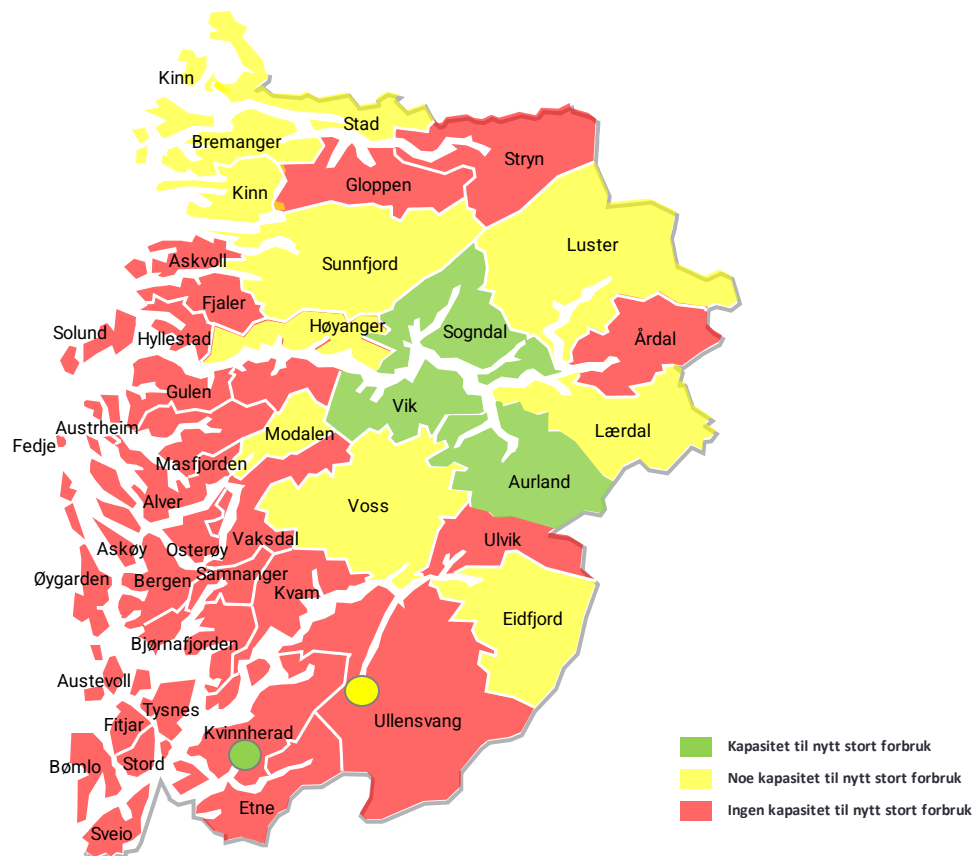 Kinn
Stad
Bremanger
Stryn
Gloppen
Kinn
Luster
Askvoll
Sunnfjord
Fjaler
Høyanger
Solund
Hyllestad
Sogndal
Årdal
Gulen
Vik
Austrheim
Modalen
Lærdal
Fedje
Masfjorden
Aurland
Alver
Voss
Vaksdal
Ulvik
Askøy
Osterøy
Øygarden
Bergen
Samnanger
Kvam
Eidfjord
Bjørnafjorden
Austevoll
Tysnes
Fitjar
Ullensvang
Kvinnherad
Bømlo
Stord
Etne
Sveio
Kapasitet til nytt stort forbruk
Noe kapasitet til nytt stort forbruk
Ingen kapasitet til nytt stort forbruk